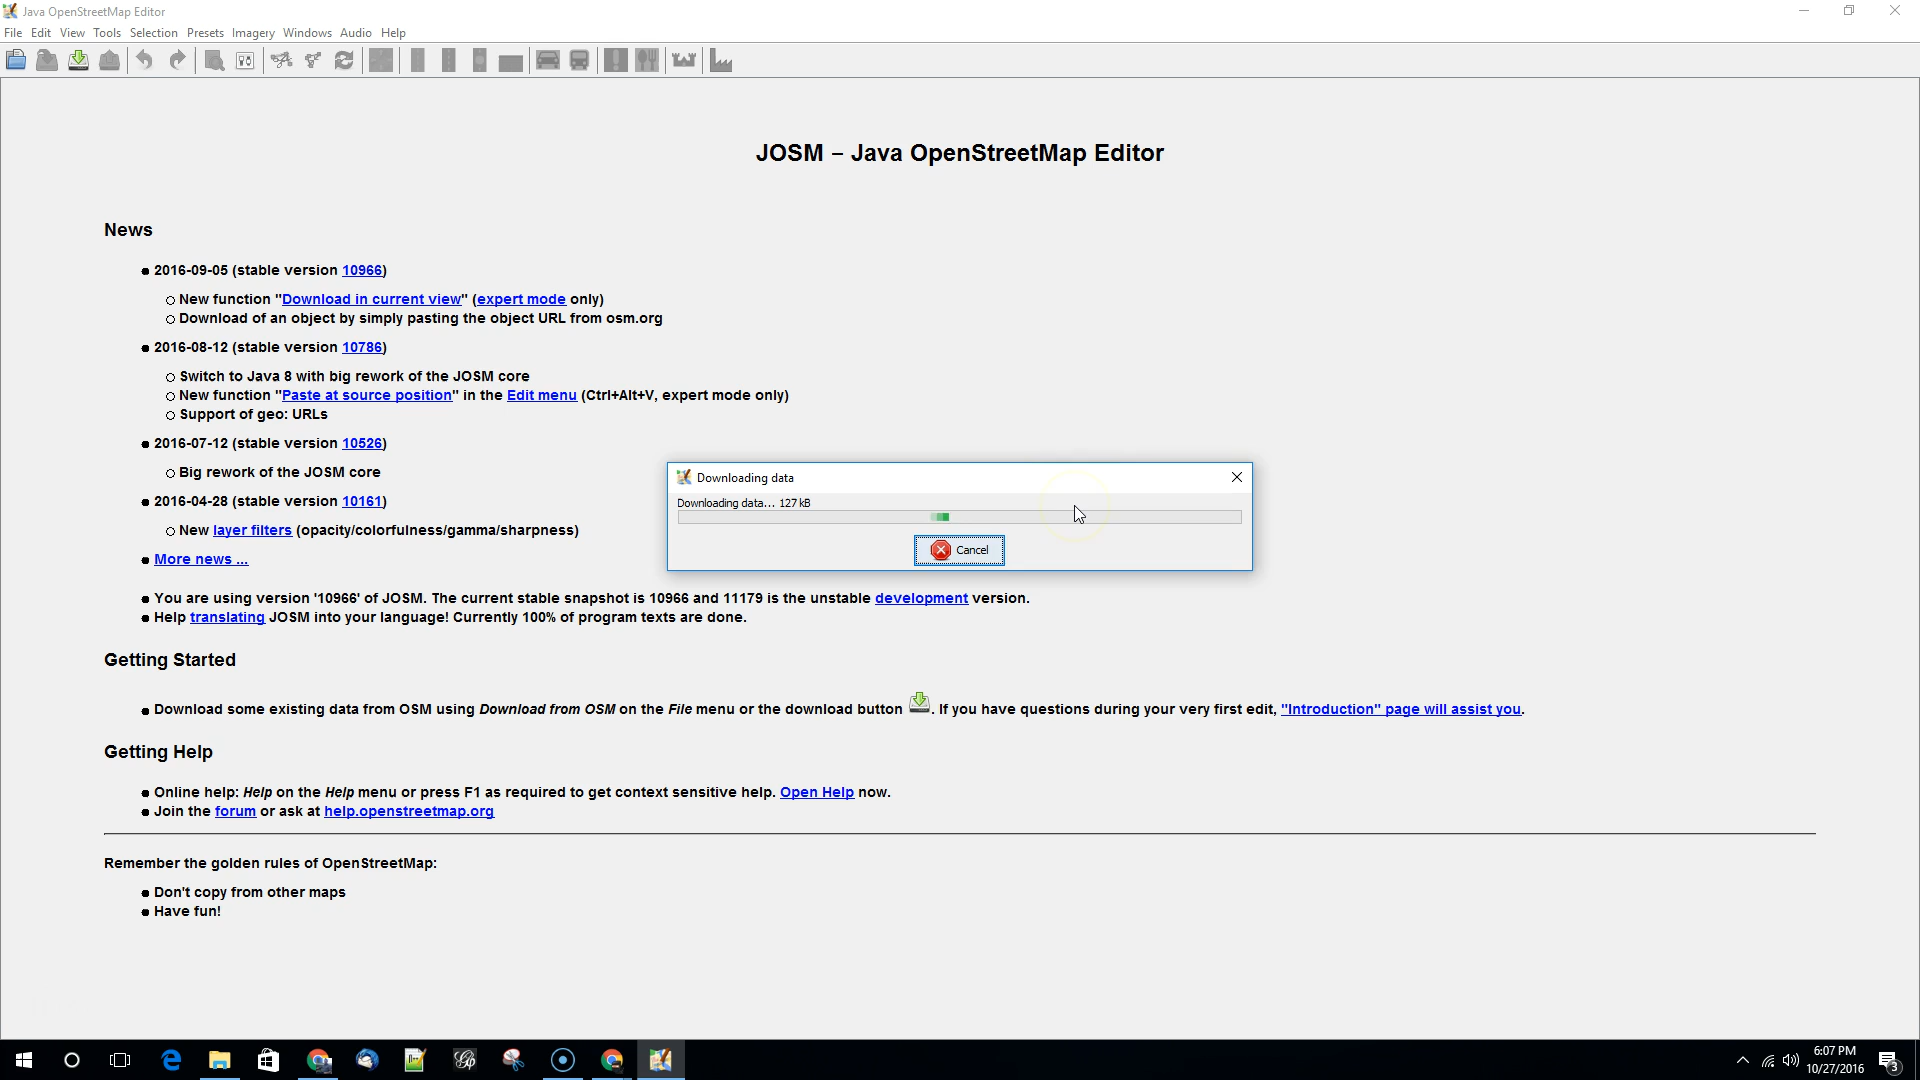 Java OpenStreetMap Editor
File Edit View Tools Selection Presets Imagery Windows Audio Help
JOSM – Java OpenStreetMap Editor
News
2016-09-05 (stable version 10966)
New function "Download in current view" (expert mode only)
Download of an object by simply pasting the object URL from osm.org
2016-08-12 (stable version 10786)
Switch to Java 8 with big rework of the JOSM core
New function "Paste at source position" in the Edit menu (Ctrl+Alt+V, expert mode only)
Support of geo: URLs
2016-07-12 (stable version 10526)
Big rework of the JOSM core
2016-04-28 (stable version 10161)
New layer filters (opacity/colorfulness/gamma/sharpness)
More news ...
Downloading data
Downloading data... 127 kB
Cancel
You are using version '10966' of JOSM. The current stable snapshot is 10966 and 11179 is the unstable development version.
Help translating JOSM into your language! Currently 100% of program texts are done.
Getting Started
Download some existing data from OSM using Download from OSM on the File menu or the download button . If you have questions during your very first edit, "Introduction" page will assist you.
Getting Help
Online help: Help on the Help menu or press F1 as required to get context sensitive help. Open Help now.
Join the forum or ask at help.openstreetmap.org
Remember the golden rules of OpenStreetMap:
Don't copy from other maps
Have fun!
6:07 PM
10/27/2016
3